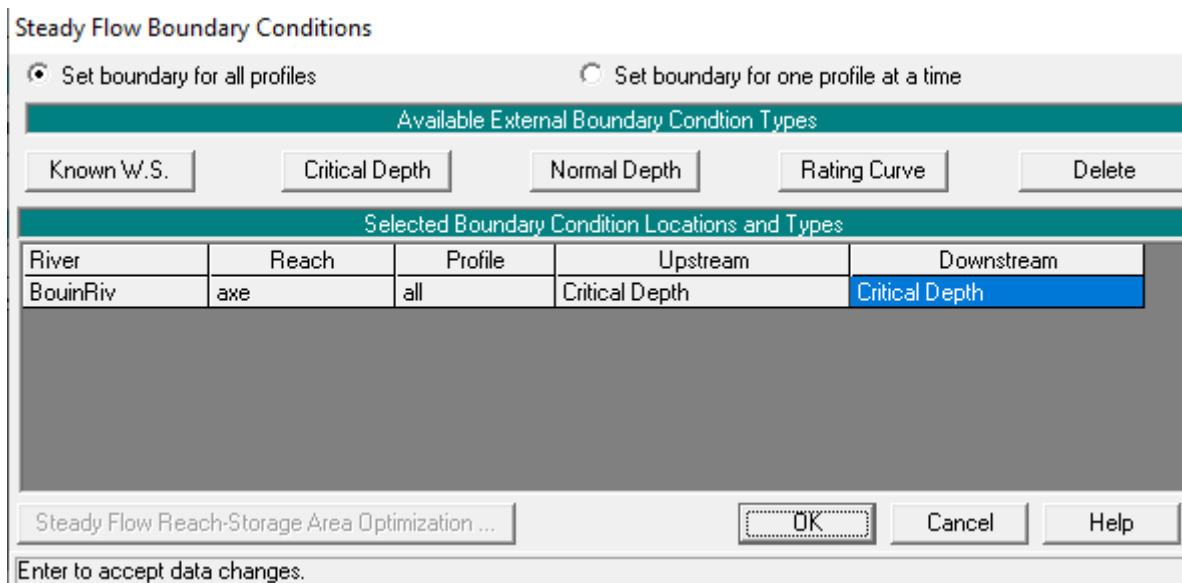 Steady Flow Boundary Conditions
Set boundary for all profiles Set boundary for one profile at a time
Available External Boundary Condtion Types
Known W.S. Critical Depth Normal Depth Rating Curve Delete
Selected Boundary Condition Locations and Types
River Reach Profile Upstream Downstream
BouinRiv axe all Critical Depth Critical Depth
Steady Flow Reach-Storage Area Optimization ... OK Cancel Help
Enter to accept data changes.